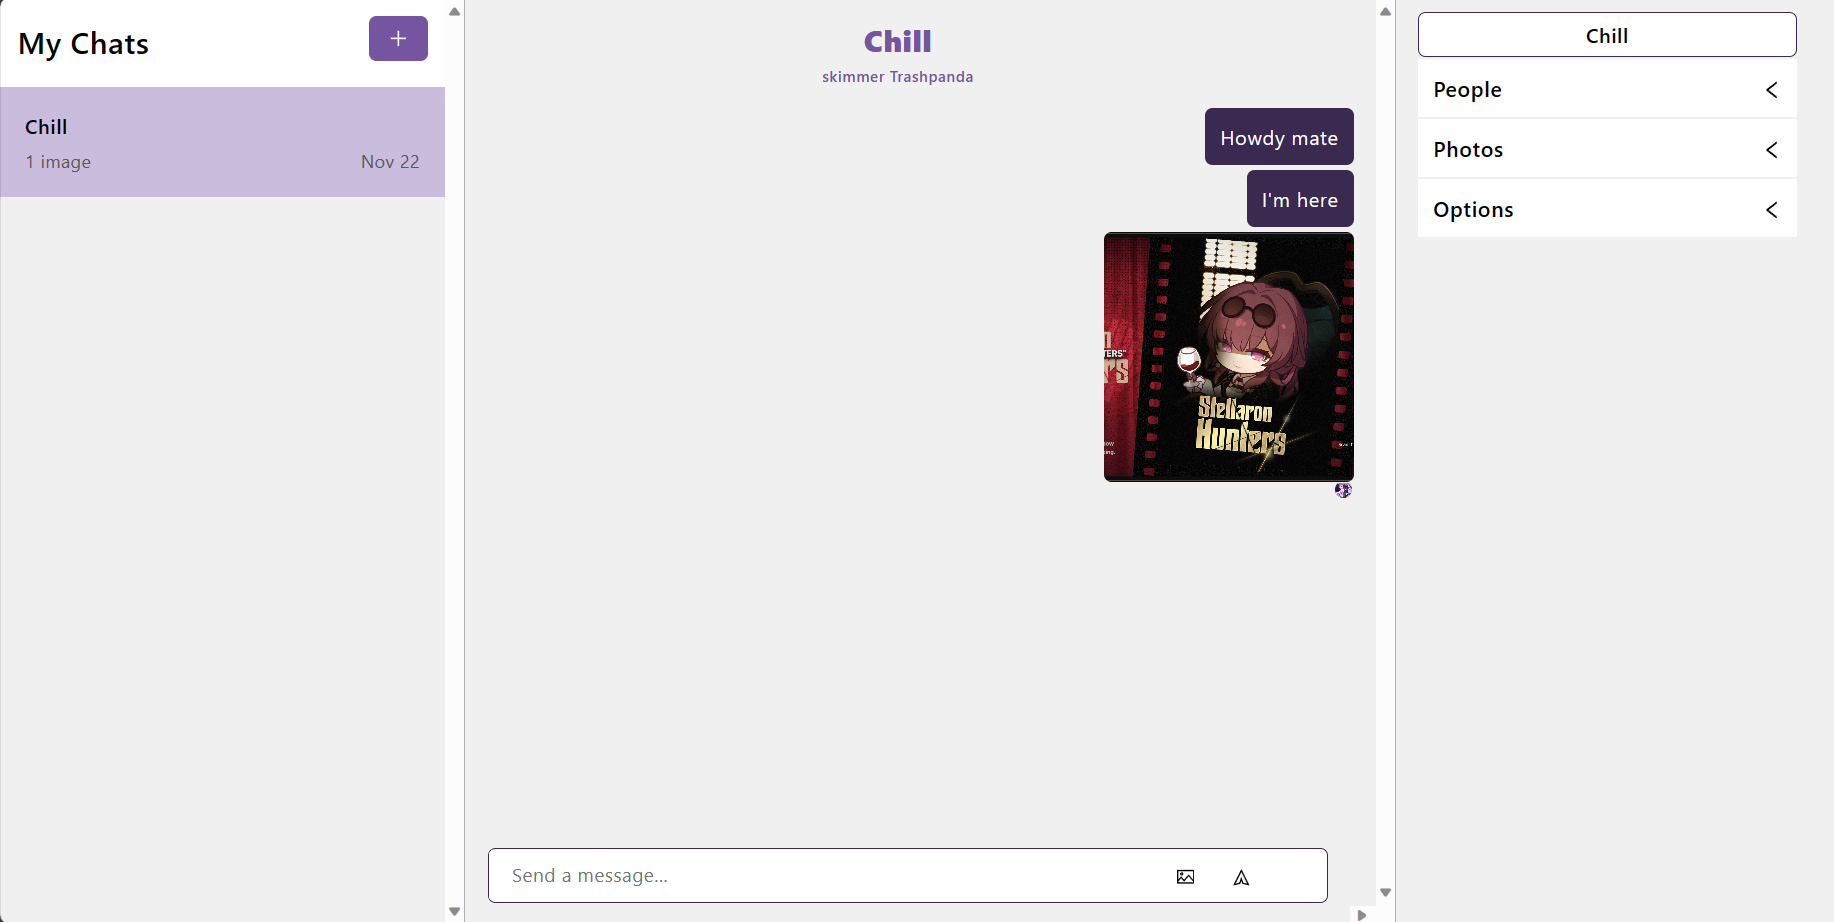 My Chats
Chill
1 image
Nov 22
Chill
skimmer Trashpanda
Howdy mate
I'm here
Stellaron
Hunters
Send a message...
Chill
People
Photos
Options